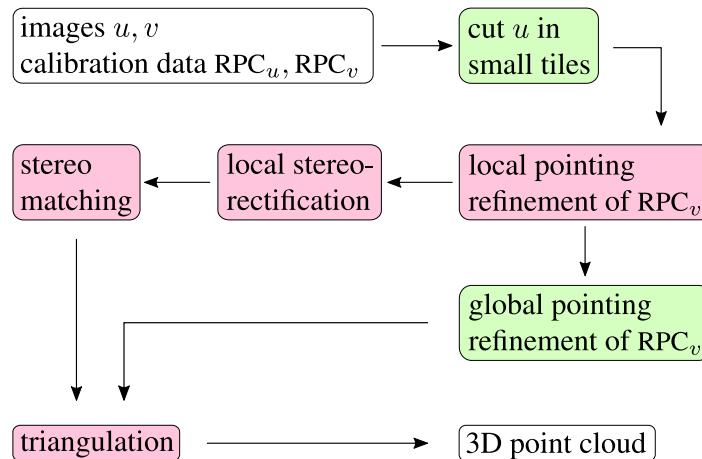 images u, v
calibration data RPC_u, RPC_v
cut u in
small tiles
local pointing
refinement of RPC_v
local stereo-
rectification
stereo
matching
global pointing
refinement of RPC_v
triangulation
3D point cloud